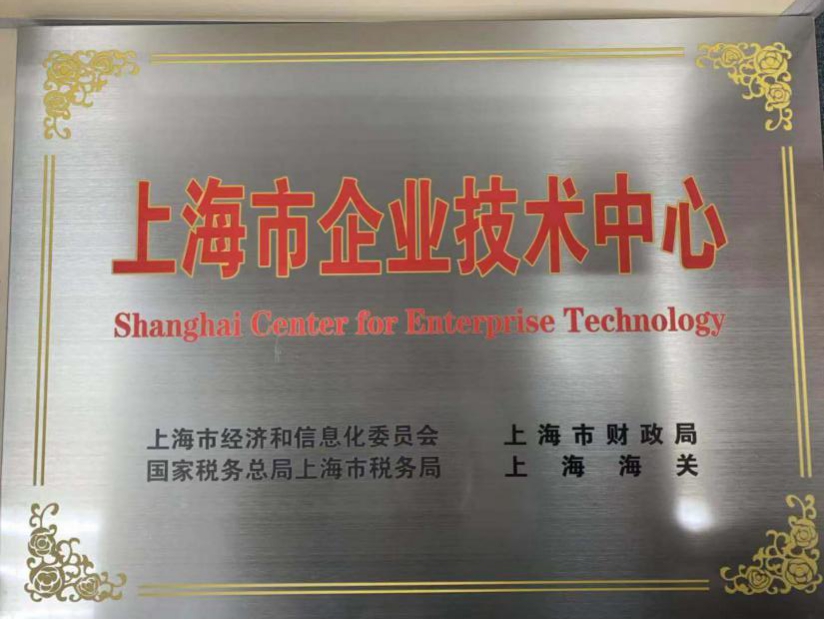 上海市企业技术中心
Shanghai Center for Enterprise Technology
上海市经济和信息化委员会 上海市财政局
国家税务总局上海市税务局 上海海关